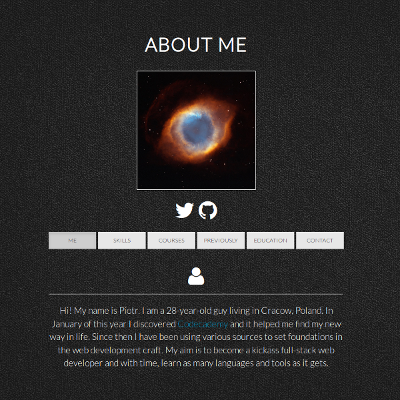 ABOUT ME
ME SKILLS COURSES PREVIOUSLY EDUCATION CONTACT
Hi! My name is Piotr. I am a 28-year-old guy living in Cracow, Poland. In
January of this year I discovered Codecademy and it helped me find my new
way in life. Since then I have been using various sources to set foundations in
the web development craft. My aim is to become a kickass full-stack web
developer and with time, learn as many languages and tools as it gets.